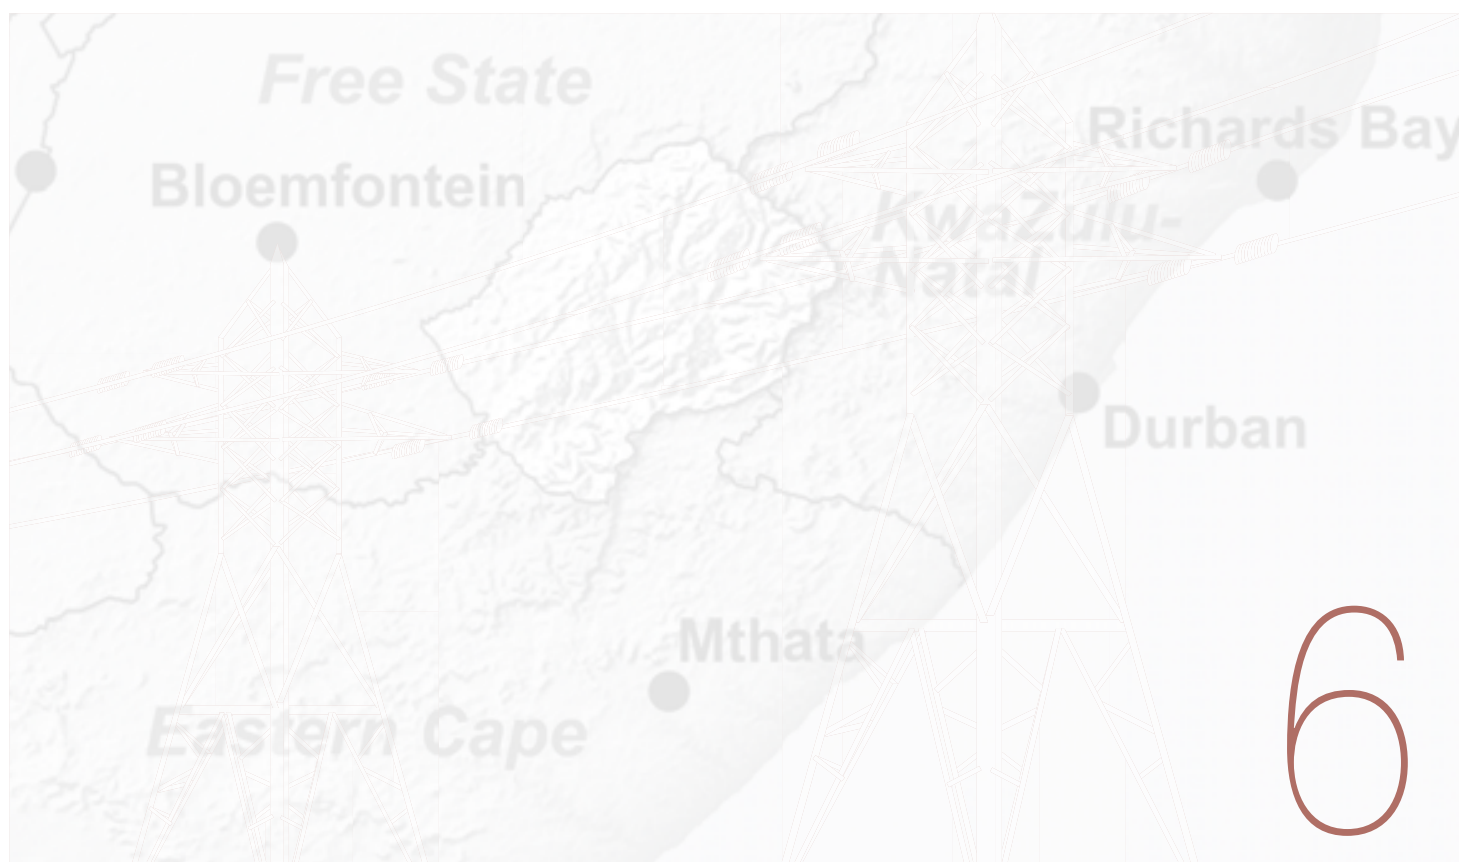 Free State
Richards Bay
Bloemfontein
KwaZulu-
Natal
Durban
Mthata
Eastern Cape
6